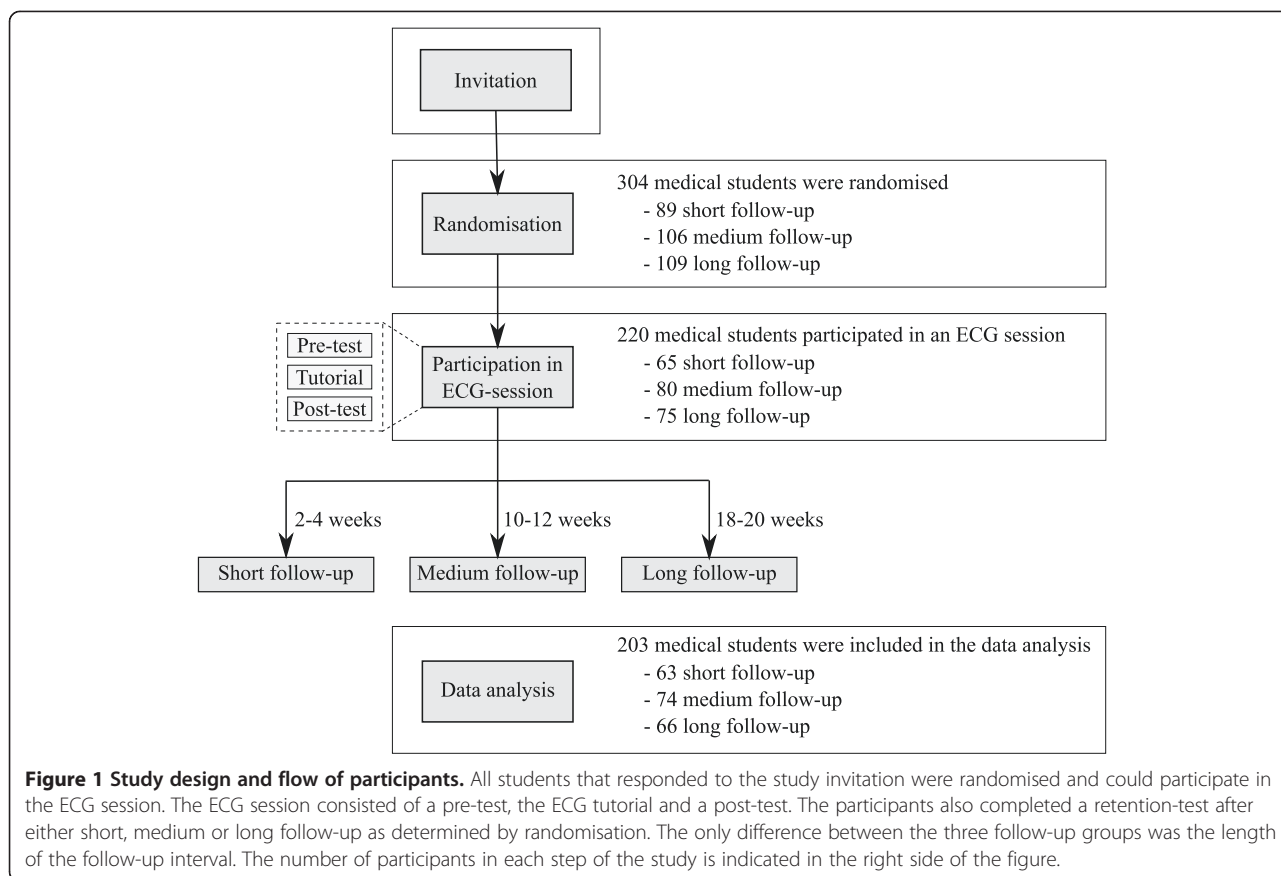 Invitation
304 medical students were randomised
- 89 short follow-up
Randomisation
- 106 medium follow-up
- 109 long follow-up
220 medical students participated in an ECG session
Pre-test
Tutorial
Post-test
Participation in
ECG-session
- 65 short follow-up
- 80 medium follow-up
- 75 long follow-up
2-4 weeks
10-12 weeks
18-20 weeks
Short follow-up
Medium follow-up
Long follow-up
203 medical students were included in the data analysis
- 63 short follow-up
Data analysis
- 74 medium follow-up
- 66 long follow-up
Figure 1 Study design and flow of participants. All students that responded to the study invitation were randomised and could participate in
the ECG session. The ECG session consisted of a pre-test, the ECG tutorial and a post-test. The participants also completed a retention-test after
either short, medium or long follow-up as determined by randomisation. The only difference between the three follow-up groups was the length
of the follow-up interval. The number of participants in each step of the study is indicated in the right side of the figure.